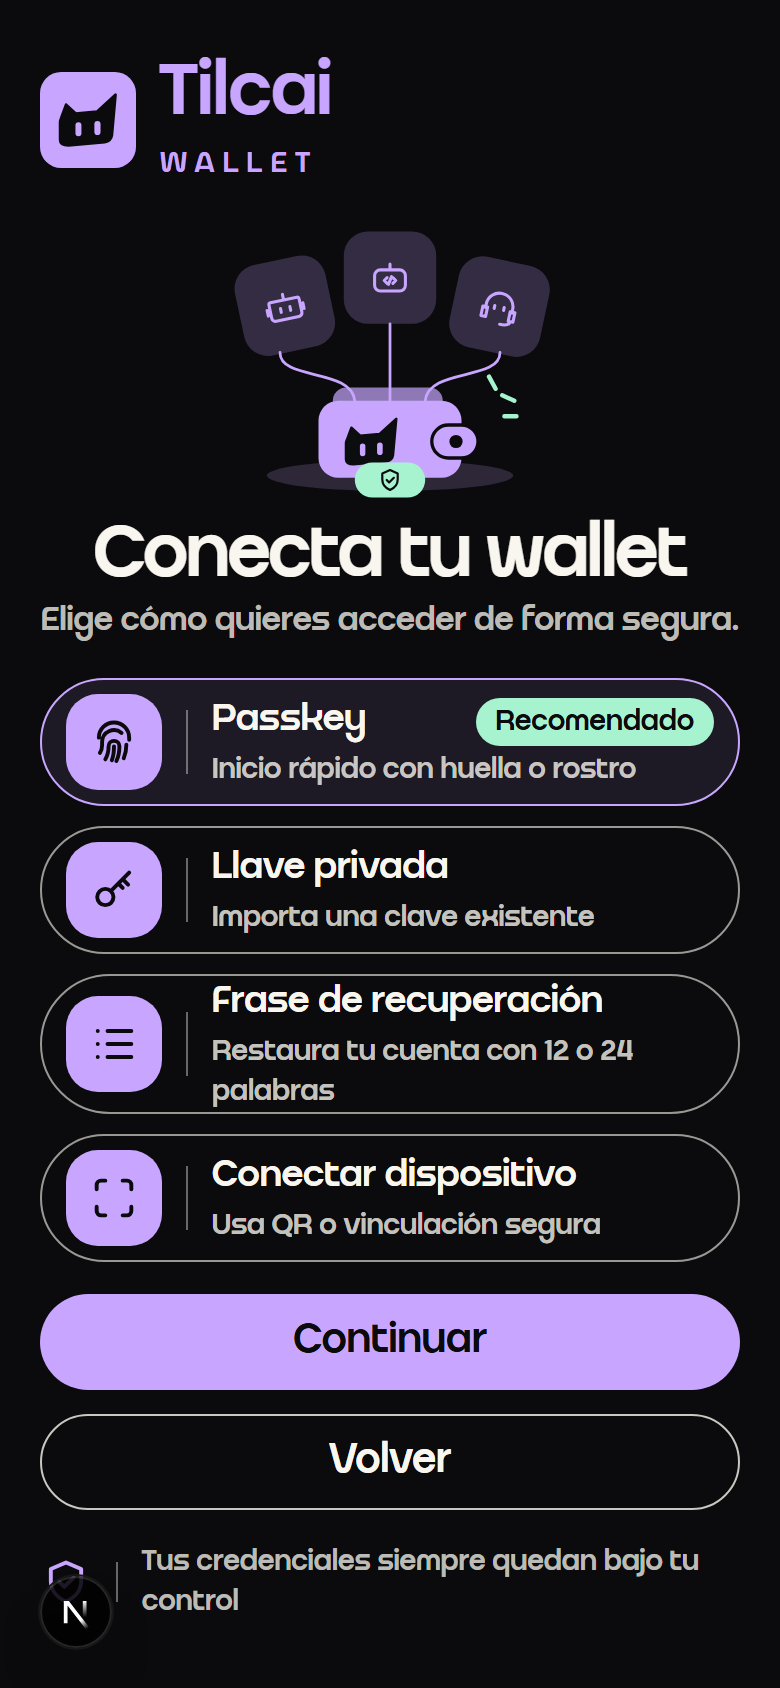 Tilcai
WALLET
Conecta tu wallet
Elige cómo quieres acceder de forma segura.
Passkey
Recomendado
Inicio rápido con huella o rostro
Llave privada
Importa una clave existente
Frase de recuperación
Restaura tu cuenta con 12 o 24
palabras
Conectar dispositivo
Usa QR o vinculación segura
Continuar
Volver
Tus credenciales siempre quedan bajo tu
control
N